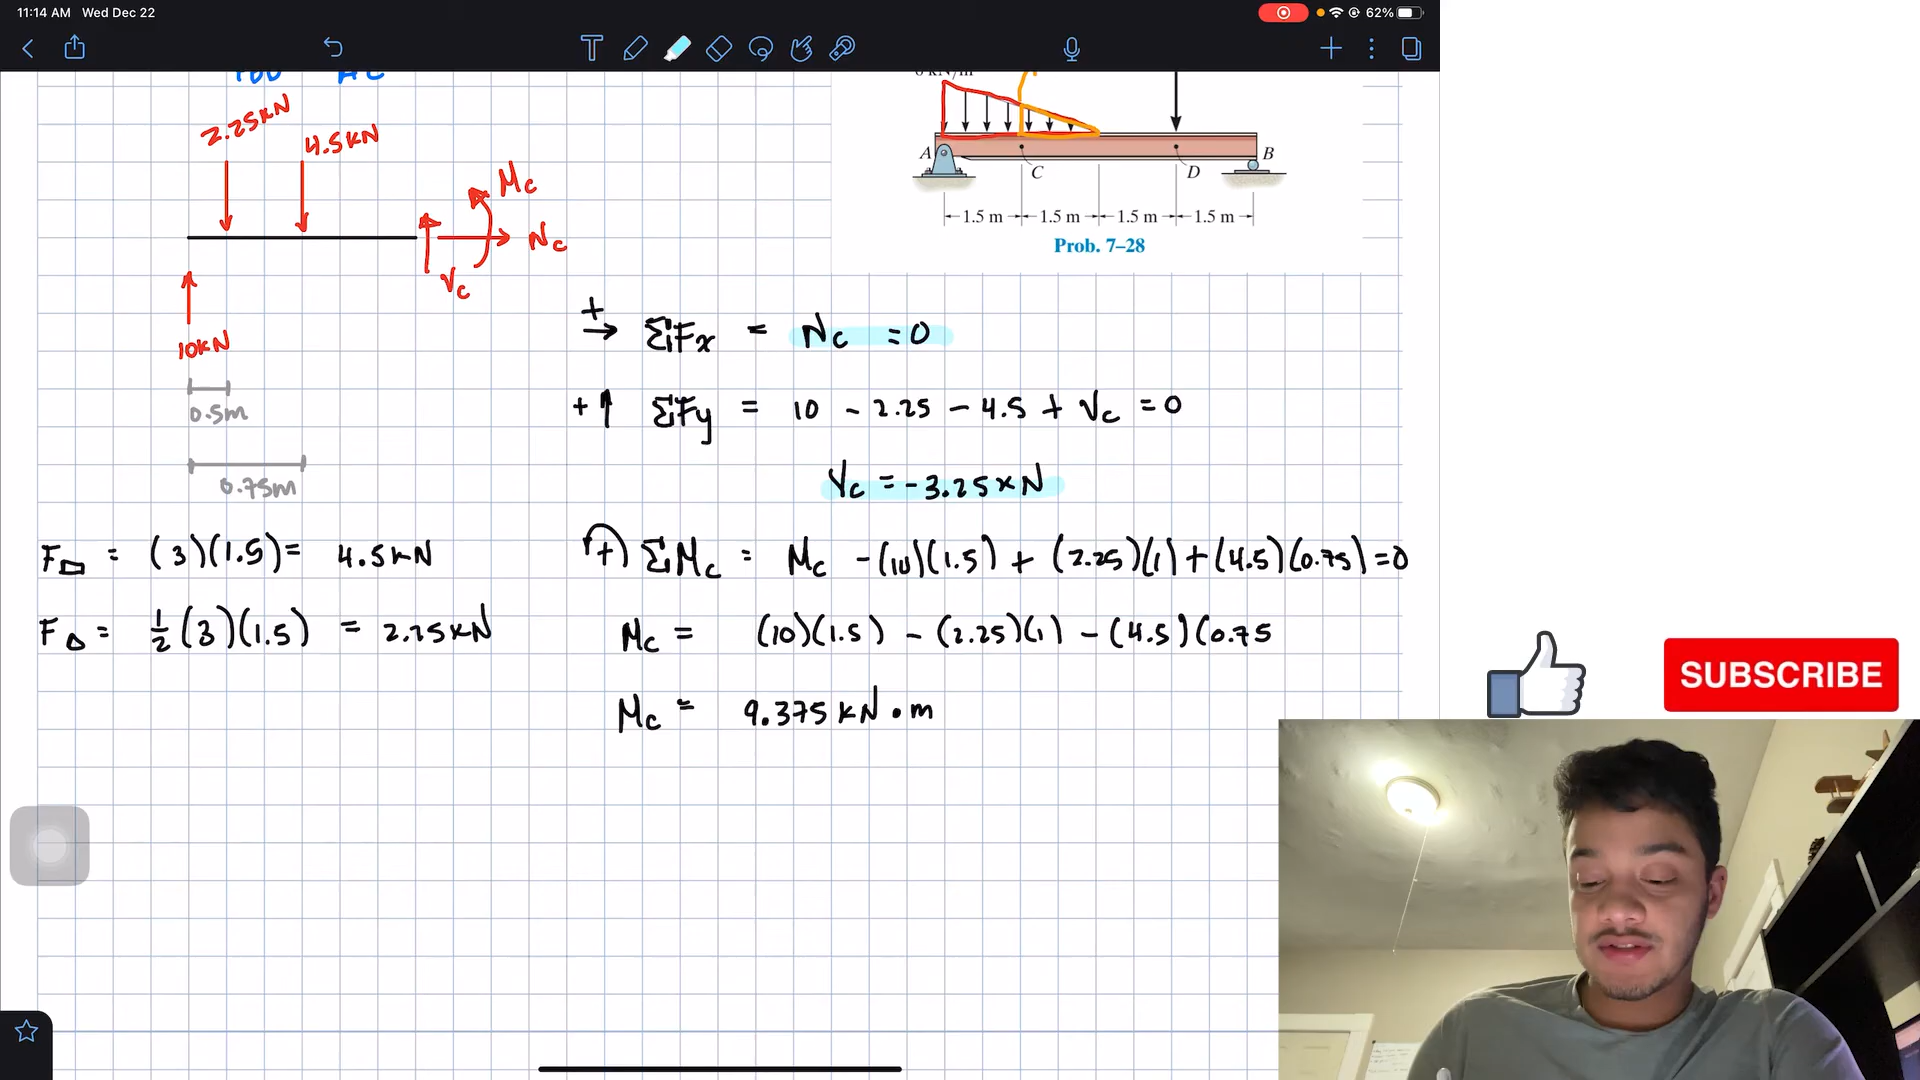 11:14 AM Wed Dec 22
62%
2.25kN
4.5kN
Mc
Nc
Vc
10kN
0.5m
0.75m
F□ = (3)(1.5) = 4.5kN
F△ = ½(3)(1.5) = 2.25kN
A
C
D
B
1.5 m 1.5 m 1.5 m 1.5 m
Prob. 7–28
+→ ΣFx = Nc = 0
+↑ ΣFy = 10 - 2.25 - 4.5 + Vc = 0
Vc = -3.25kN
+) ΣMc = Mc - (10)(1.5) + (2.25)(1) + (4.5)(0.75) = 0
Mc = (10)(1.5) - (2.25)(1) - (4.5)(0.75
Mc = 9.375 kN·m
SUBSCRIBE